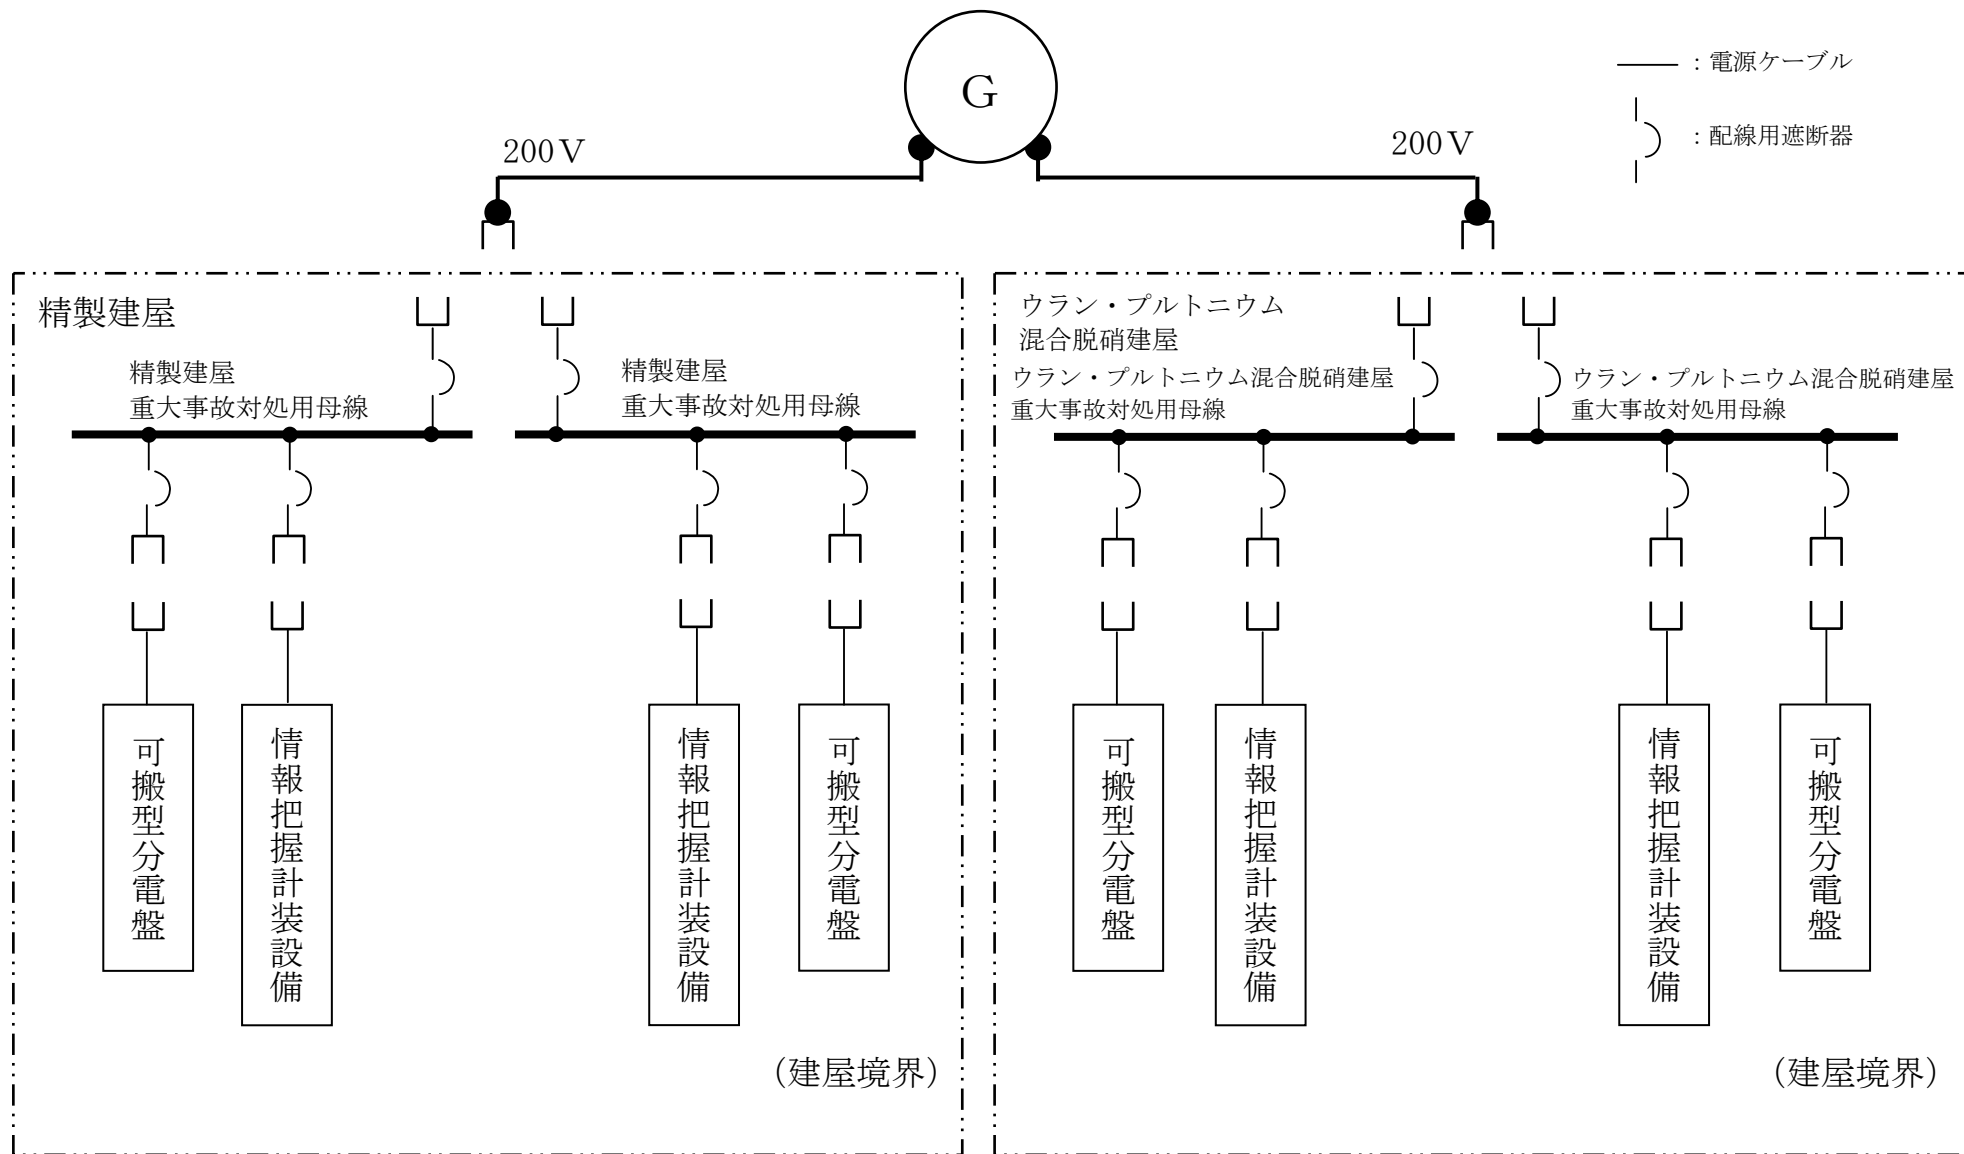 G
：電源ケーブル
：配線用遮断器
200V
200V
精製建屋
精製建屋
重大事故対処用母線
精製建屋
重大事故対処用母線
可搬型分電盤
情報把握計装設備
情報把握計装設備
可搬型分電盤
（建屋境界）
ウラン・プルトニウム
混合脱硝建屋
ウラン・プルトニウム混合脱硝建屋
重大事故対処用母線
ウラン・プルトニウム混合脱硝建屋
重大事故対処用母線
可搬型分電盤
情報把握計装設備
情報把握計装設備
可搬型分電盤
（建屋境界）